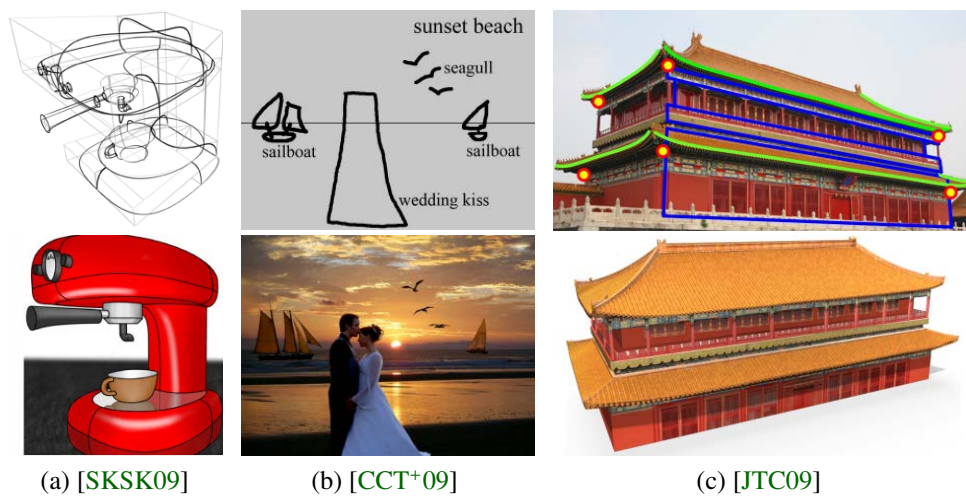 sunset beach
seagull
sailboat
sailboat
wedding kiss
(a) [SKSK09]
(b) [CCT+09]
(c) [JTC09]